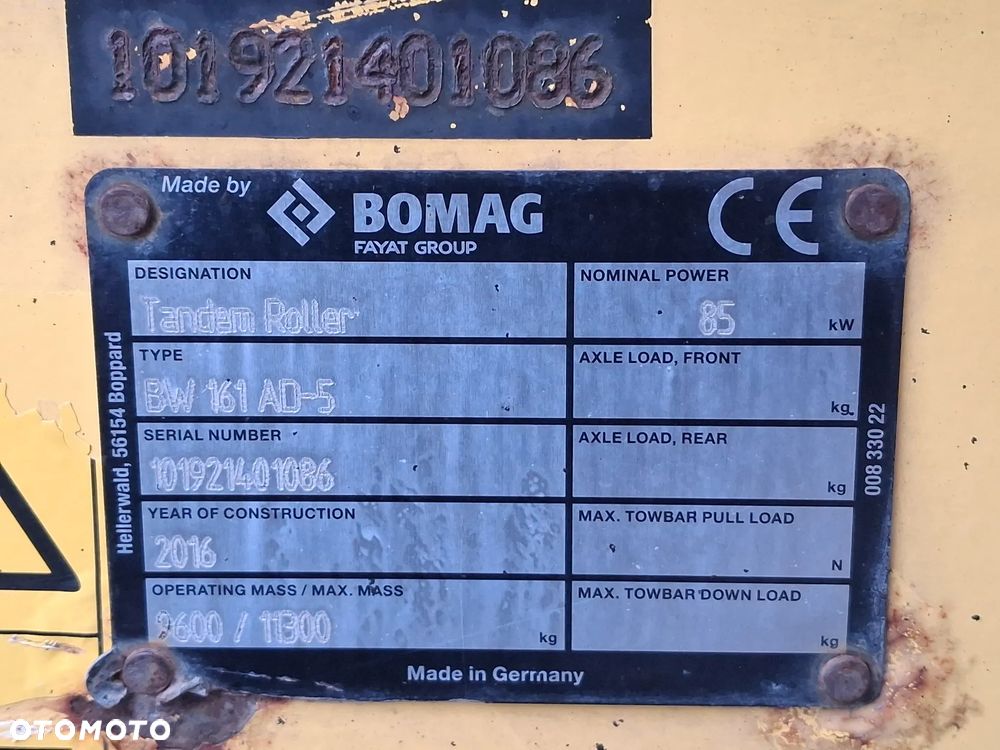 101921401086
Made by
BOMAG
FAYAT GROUP
CE
DESIGNATION
Tandem Roller
NOMINAL POWER
85 kW
TYPE
BW 161 AD-5
AXLE LOAD, FRONT
kg
SERIAL NUMBER
101921401086
AXLE LOAD, REAR
kg
YEAR OF CONSTRUCTION
2016
MAX. TOWBAR PULL LOAD
N
OPERATING MASS / MAX. MASS
9600 / 11300 kg
MAX. TOWBAR DOWN LOAD
kg
Made in Germany
Hellerwald, 56154 Boppard
008 330 22
OTOMOTO